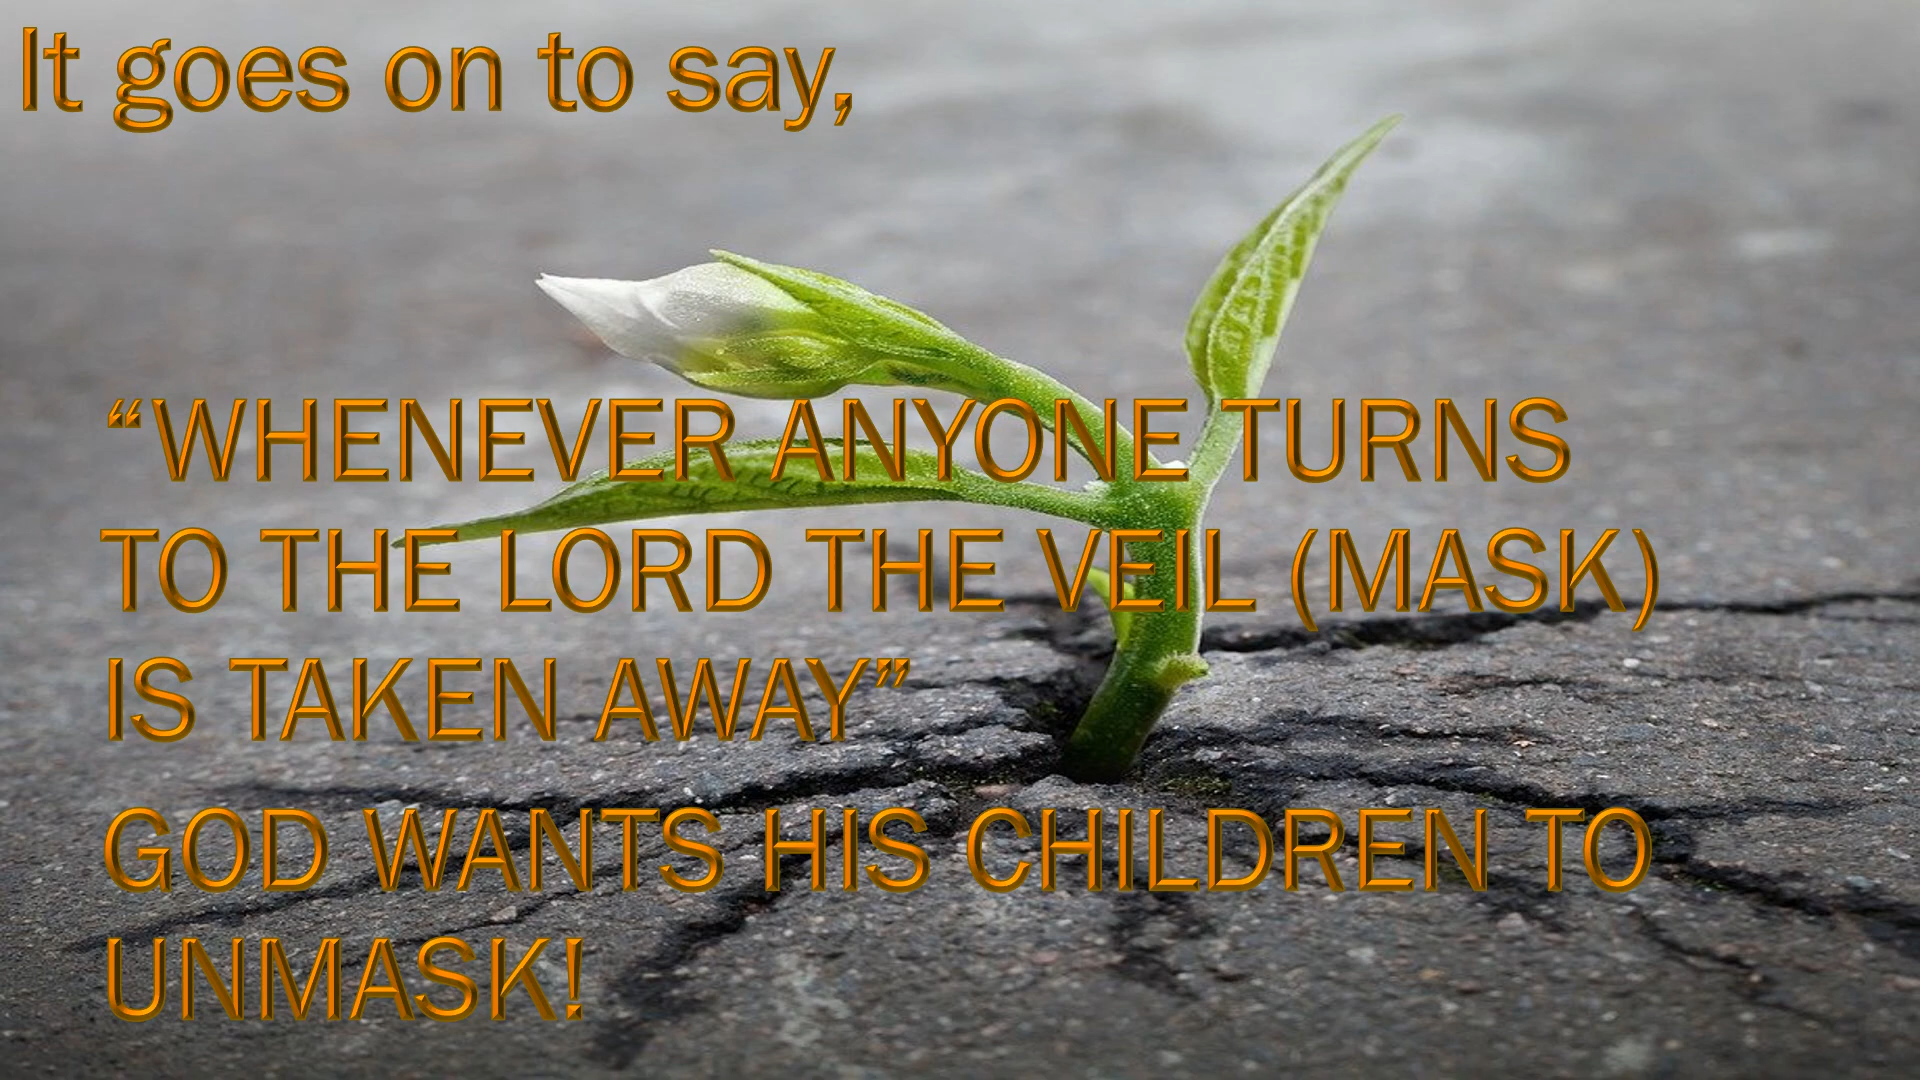 It goes on to say,
“WHENEVER ANYONE TURNS
TO THE LORD THE VEIL (MASK)
IS TAKEN AWAY”
GOD WANTS HIS CHILDREN TO
UNMASK!